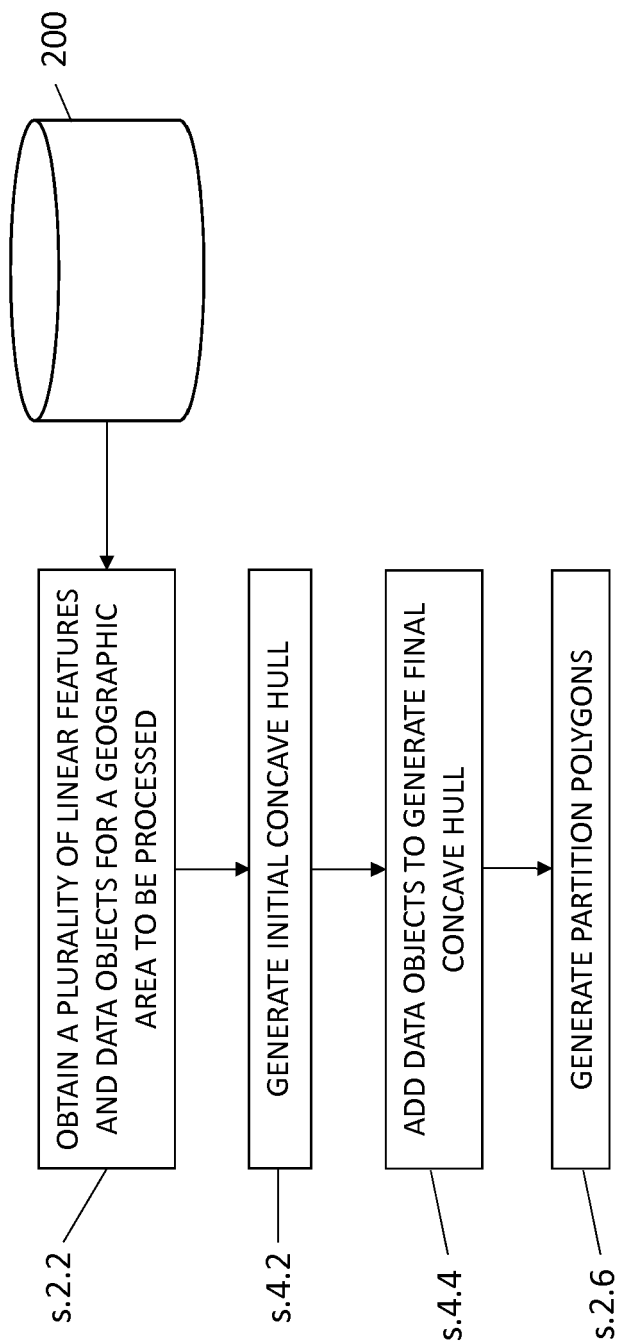 200
s.2.2
OBTAIN A PLURALITY OF LINEAR FEATURES
AND DATA OBJECTS FOR A GEOGRAPHIC
AREA TO BE PROCESSED
s.4.2
GENERATE INITIAL CONCAVE HULL
s.4.4
ADD DATA OBJECTS TO GENERATE FINAL
CONCAVE HULL
s.2.6
GENERATE PARTITION POLYGONS